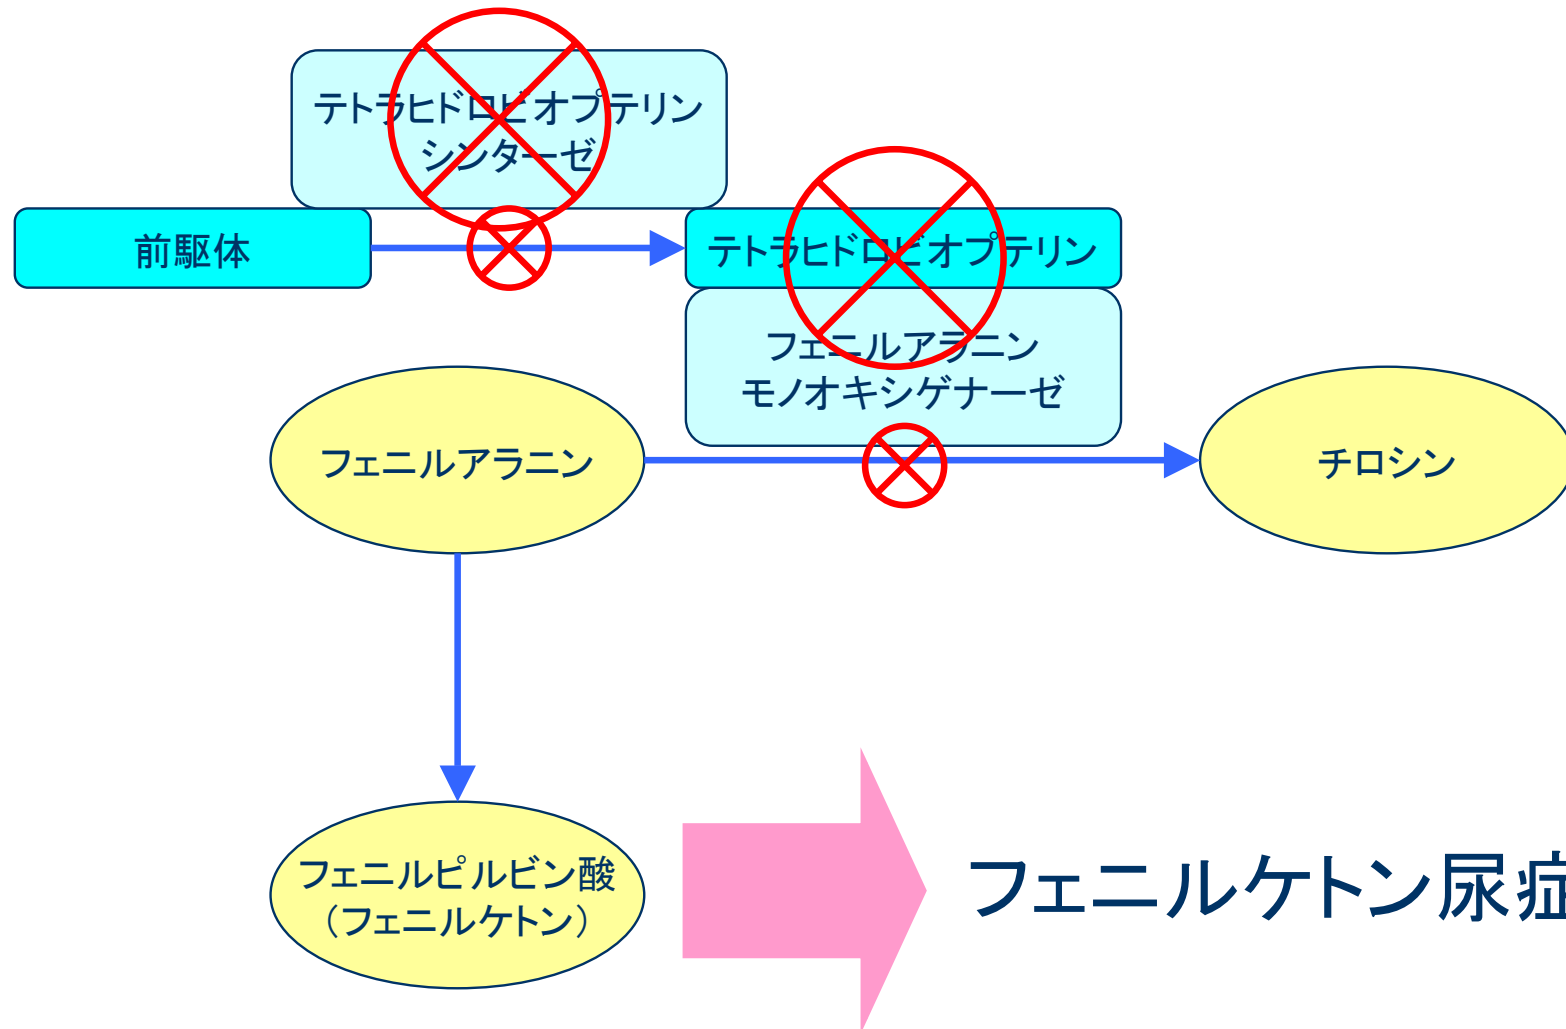 テトラヒドロビオプテリン
シンターゼ
前駆体
テトラヒドロビオプテリン
フェニルアラニン
モノオキシゲナーゼ
フェニルアラニン
チロシン
フェニルピルビン酸
（フェニルケトン）
フェニルケトン尿症